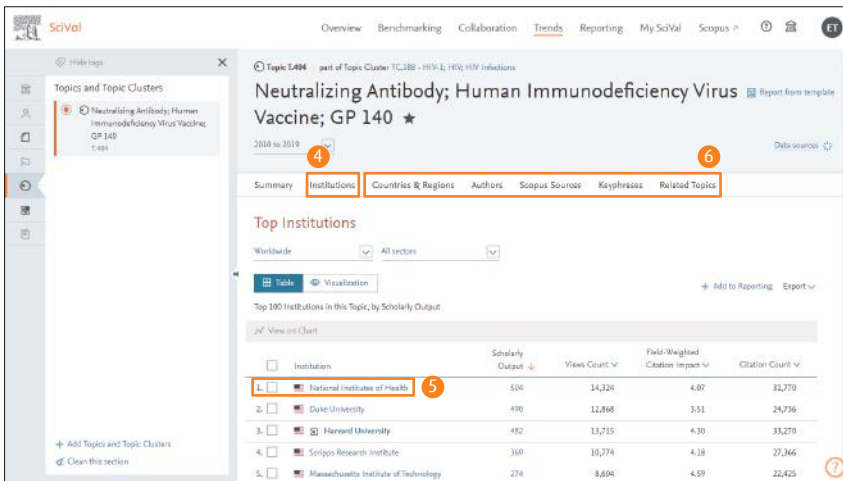 SciVal
Overview Benchmarking Collaboration Trends Reporting My SciVal Scopus ↗ ET
Hide tags X
Topics and Topic Clusters
Neutralizing Antibody; Human
Immunodeficiency Virus Vaccine;
GP 140
T.404
+ Add Topics and Topic Clusters
Clean this section
Topic T.404 part of Topic Cluster TC.188 - HIV-1; HIV; HIV Infections
Neutralizing Antibody; Human Immunodeficiency Virus
Vaccine; GP 140 ★
Report from template
2010 to 2019
Data sources
4 6
Summary Institutions Countries & Regions Authors Scopus Sources Keyphrases Related Topics
Top Institutions
Worldwide All sectors
Table Visualization
+ Add to Reporting Export
Top 100 Institutions in this Topic, by Scholarly Output
View on Chart
Institution Scholarly Output ↓ Views Count Field-Weighted Citation Impact Citation Count
1. National Institutes of Health 5 504 14,324 4.07 31,770
2. Duke University 490 12,868 3.51 24,736
3. Harvard University 482 13,715 4.30 33,270
4. Scripps Research Institute 369 10,774 4.18 27,366
5. Massachusetts Institute of Technology 274 8,604 4.59 22,425
?